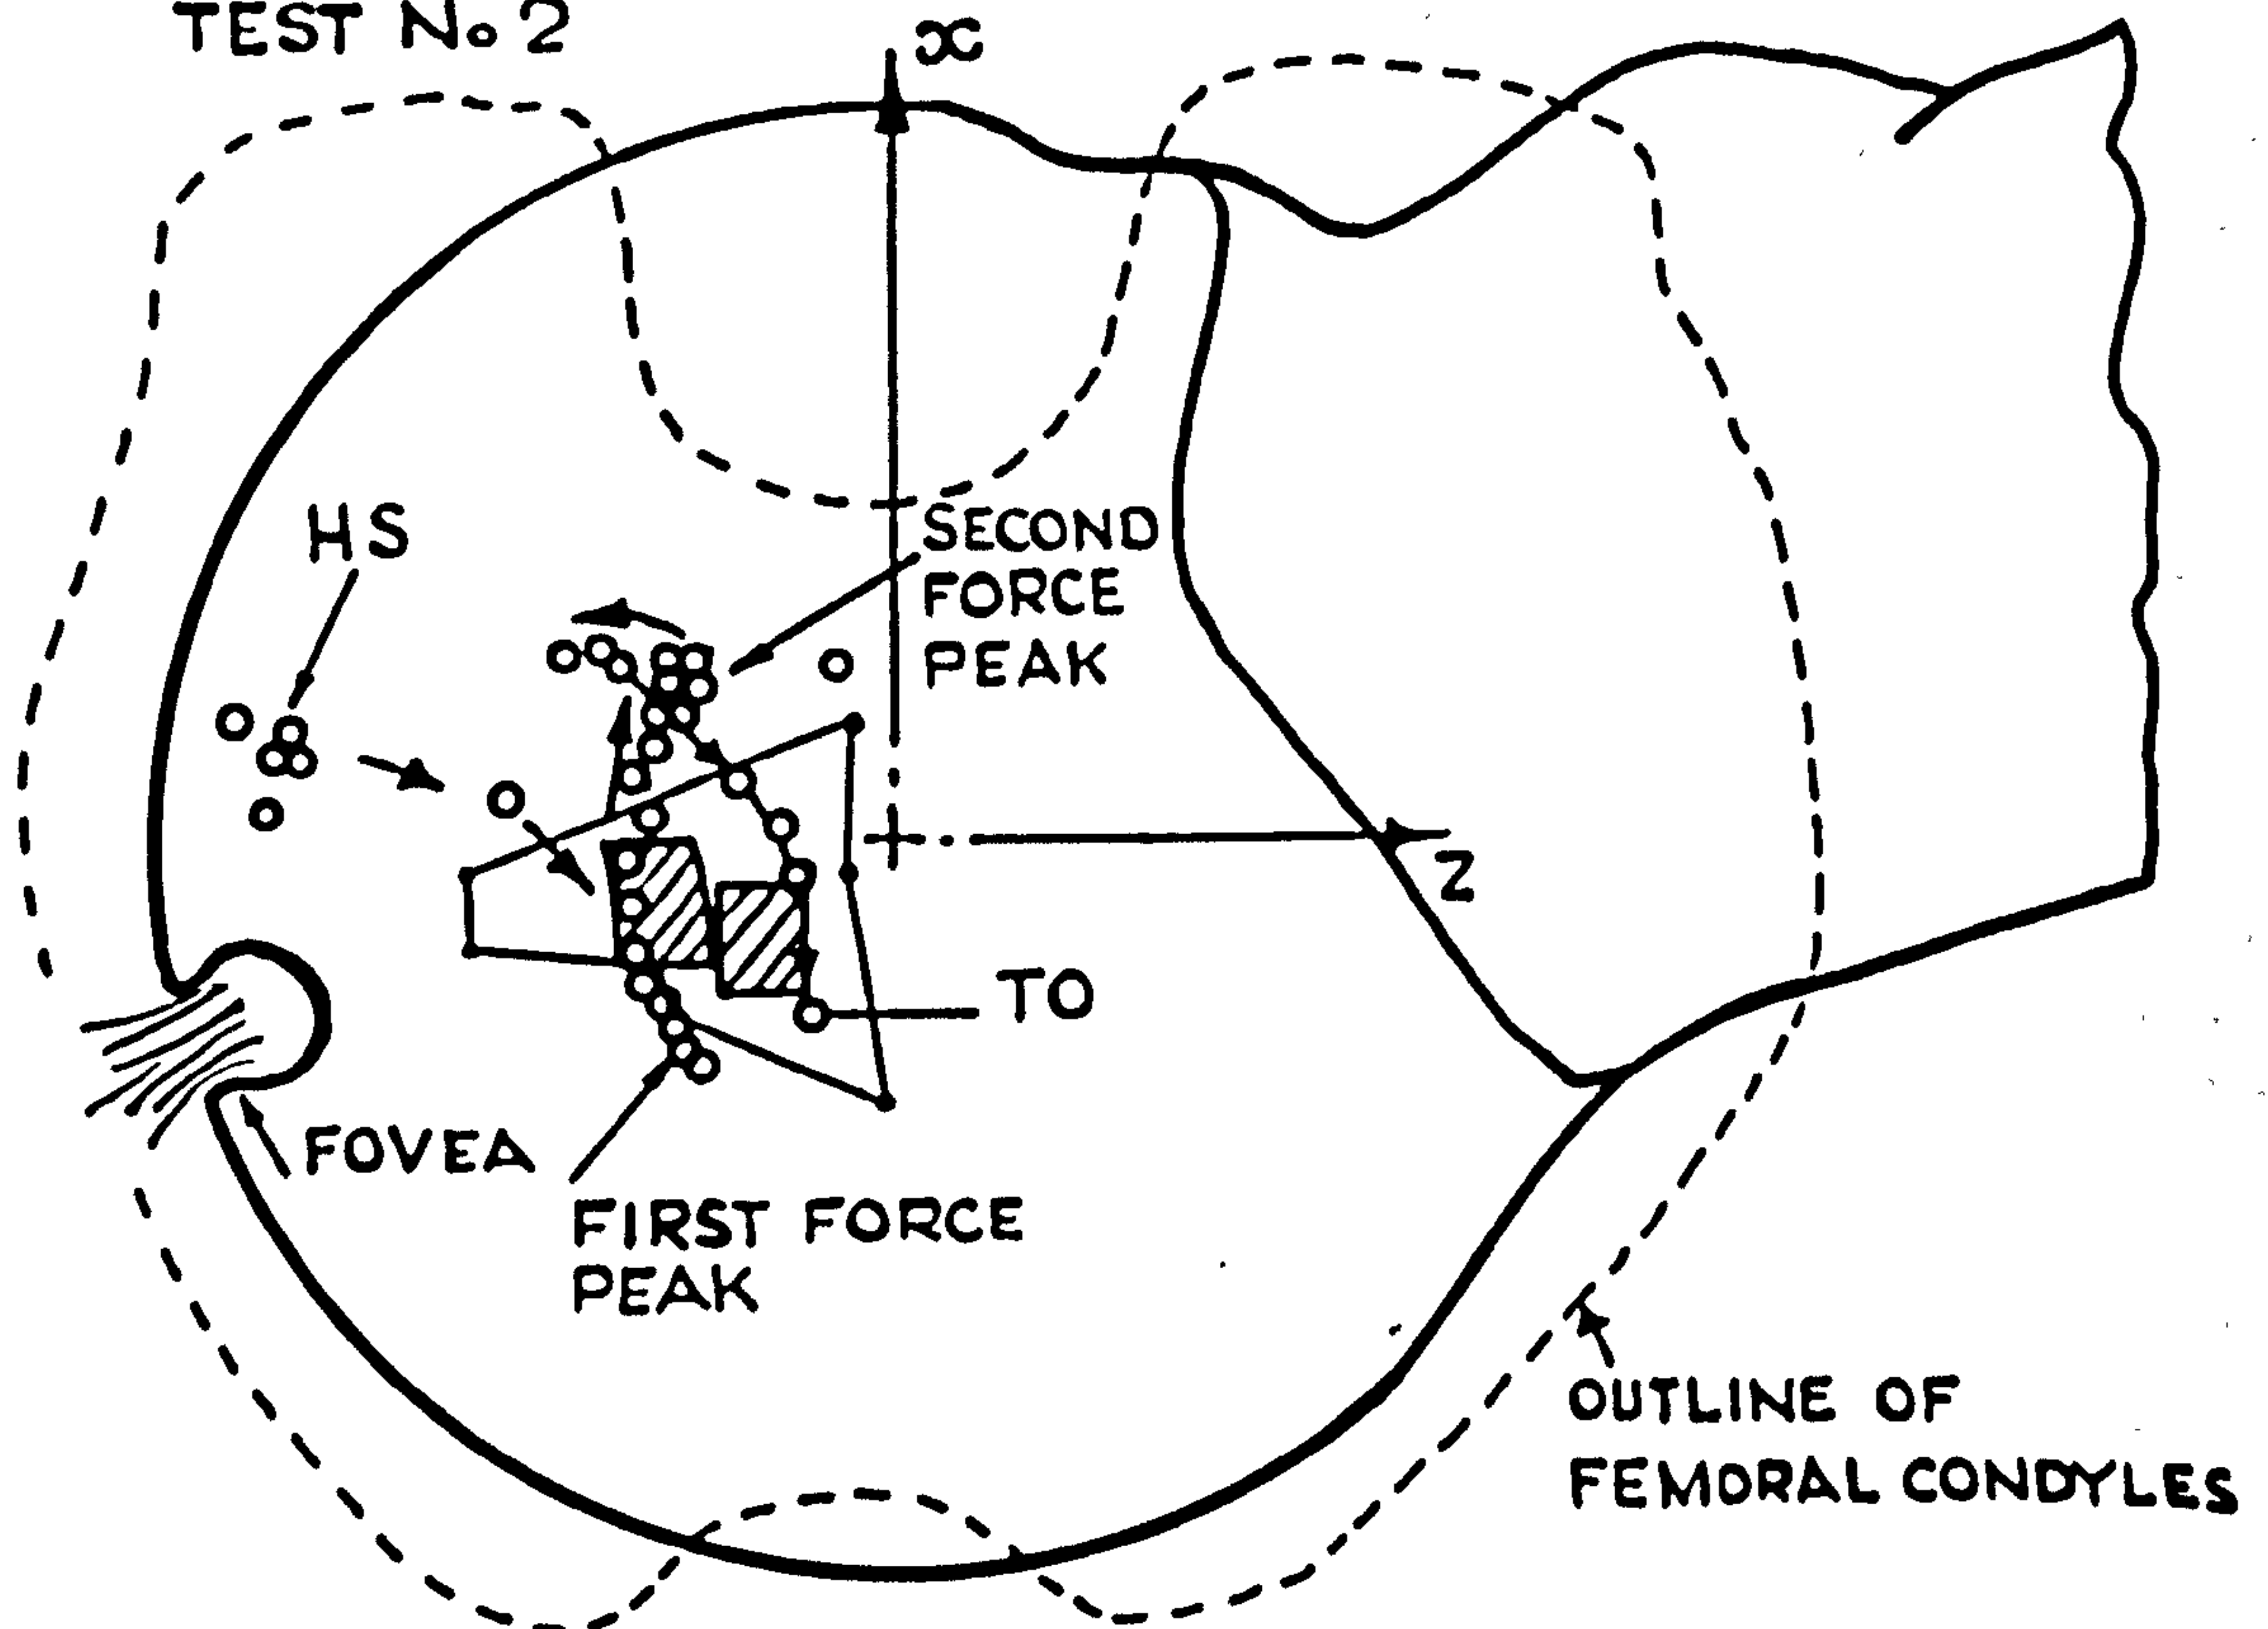 TEST No 2
x
HS
SECOND
FORCE
PEAK
Z
TO
FOVEA
FIRST FORCE
PEAK
OUTLINE OF
FEMORAL CONDYLES